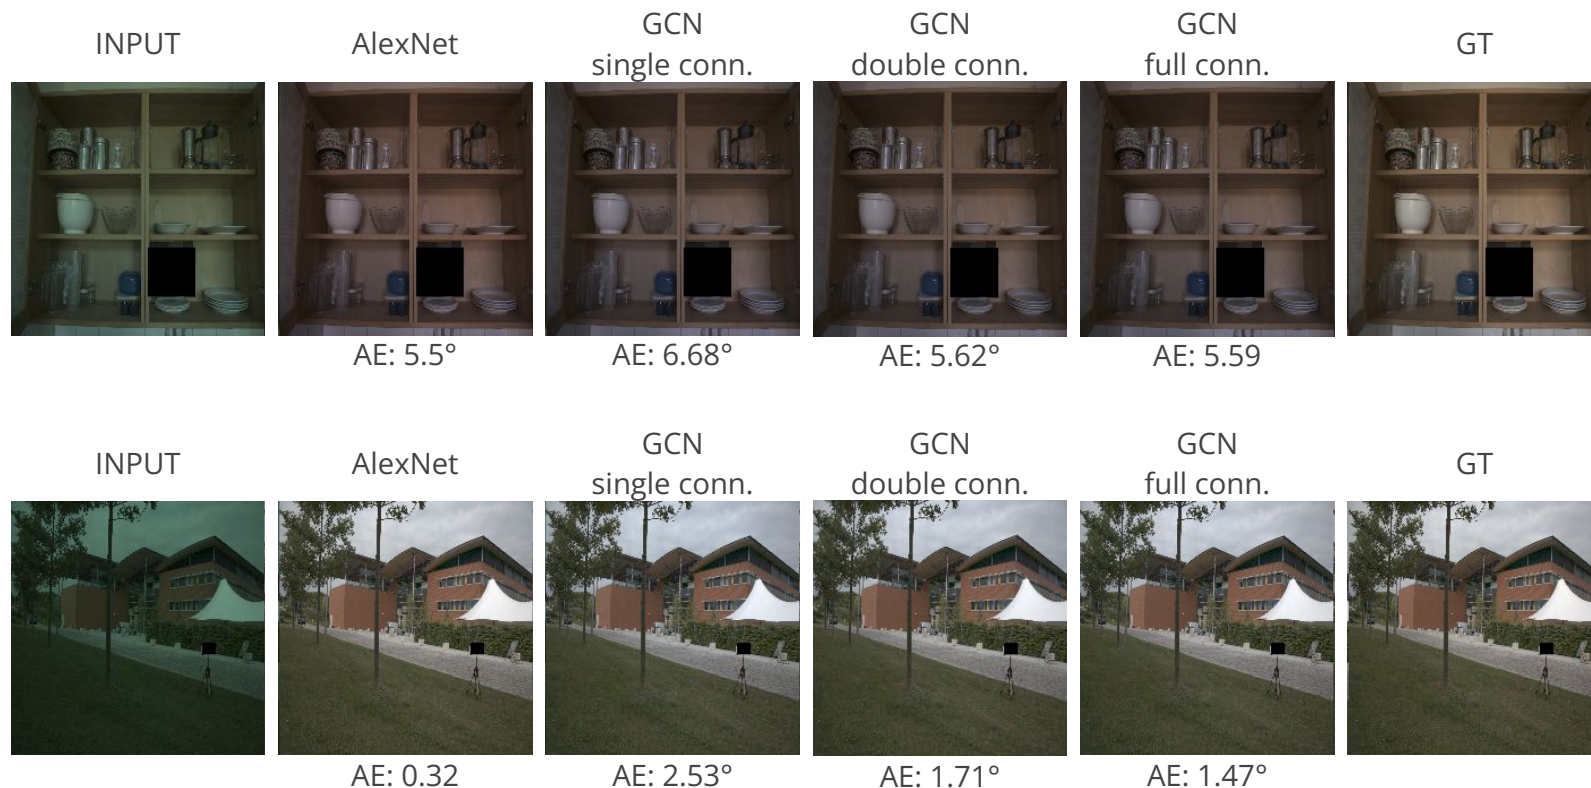 INPUT
AlexNet
GCN
single conn.
GCN
double conn.
GCN
full conn.
GT
AE: 5.5°
AE: 6.68°
AE: 5.62°
AE: 5.59
INPUT
AlexNet
GCN
single conn.
GCN
double conn.
GCN
full conn.
GT
AE: 0.32
AE: 2.53°
AE: 1.71°
AE: 1.47°